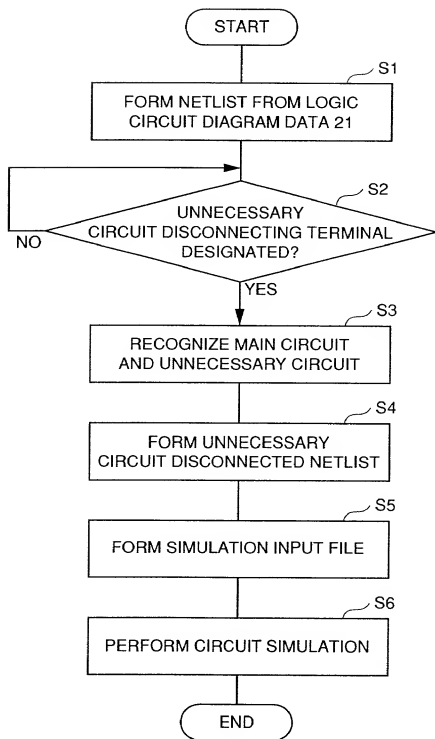 START
S1
FORM NETLIST FROM LOGIC
CIRCUIT DIAGRAM DATA 21
S2
UNNECESSARY
CIRCUIT DISCONNECTING TERMINAL
DESIGNATED?
NO
YES
S3
RECOGNIZE MAIN CIRCUIT
AND UNNECESSARY CIRCUIT
S4
FORM UNNECESSARY
CIRCUIT DISCONNECTED NETLIST
S5
FORM SIMULATION INPUT FILE
S6
PERFORM CIRCUIT SIMULATION
END